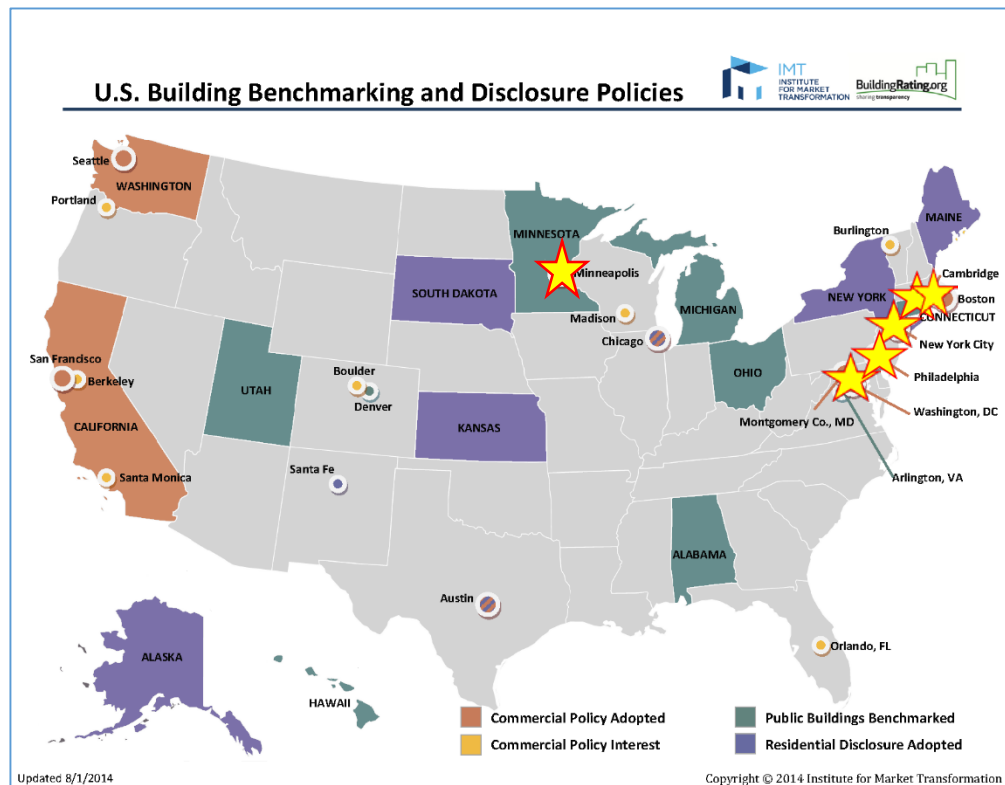 U.S. Building Benchmarking and Disclosure Policies
IMT
INSTITUTE
FOR MARKET
TRANSFORMATION
BuildingRating.org
sharing transparency
Seattle
WASHINGTON
Portland
MINNESOTA
Minneapolis
SOUTH DAKOTA
Madison
MICHIGAN
Chicago
Burlington
MAINE
NEW YORK
Cambridge
Boston
CONNECTICUT
New York City
Philadelphia
Washington, DC
Montgomery Co., MD
Arlington, VA
San Francisco
Berkeley
CALIFORNIA
Santa Monica
UTAH
Boulder
Denver
KANSAS
OHIO
Santa Fe
ALABAMA
Austin
Orlando, FL
ALASKA
HAWAII
Commercial Policy Adopted
Commercial Policy Interest
Public Buildings Benchmarked
Residential Disclosure Adopted
Updated 8/1/2014
Copyright © 2014 Institute for Market Transformation